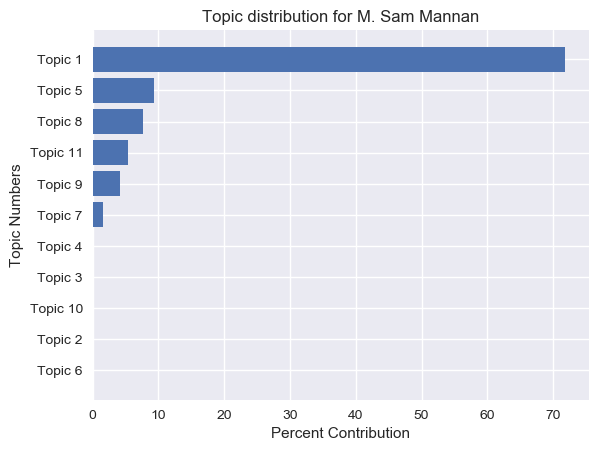 Topic distribution for M. Sam Mannan
Topic Numbers
Topic 1
Topic 5
Topic 8
Topic 11
Topic 9
Topic 7
Topic 4
Topic 3
Topic 10
Topic 2
Topic 6
0 10 20 30 40 50 60 70
Percent Contribution